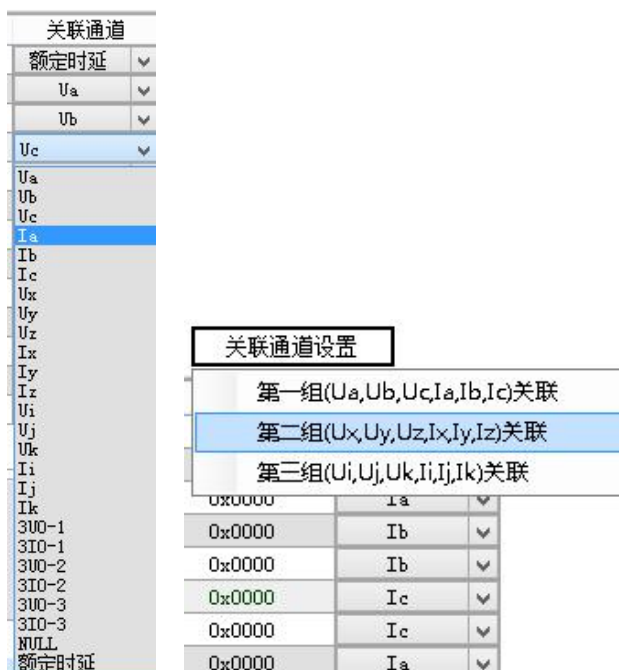 关联通道
额定时延
Ua
Ub
Uc
Ua
Ub
Uc
Ia
Ib
Ic
Ux
Uy
Uz
Ix
Iy
Iz
Ui
Uj
Uk
Ii
Ij
Ik
3U0-1
3I0-1
3U0-2
3I0-2
3U0-3
3I0-3
NULL
额定时延
关联通道设置
第一组(Ua,Ub,Uc,Ia,Ib,Ic)关联
第二组(Ux,Uy,Uz,Ix,Iy,Iz)关联
第三组(Ui,Uj,Uk,Ii,Ij,Ik)关联
0x0000 Ia
0x0000 Ib
0x0000 Ib
0x0000 Ic
0x0000 Ic
0x0000 Ia